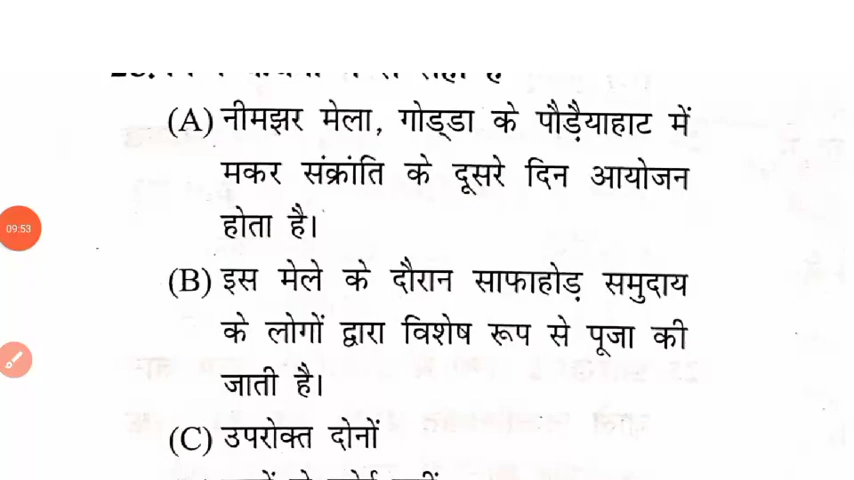 (A) नीमझर मेला, गोड्डा के पौड़ैयाहाट में
मकर संक्रांति के दूसरे दिन आयोजन
होता है।
09:53
(B) इस मेले के दौरान साफाहोड़ समुदाय
के लोगों द्वारा विशेष रूप से पूजा की
जाती है।
(C) उपरोक्त दोनों